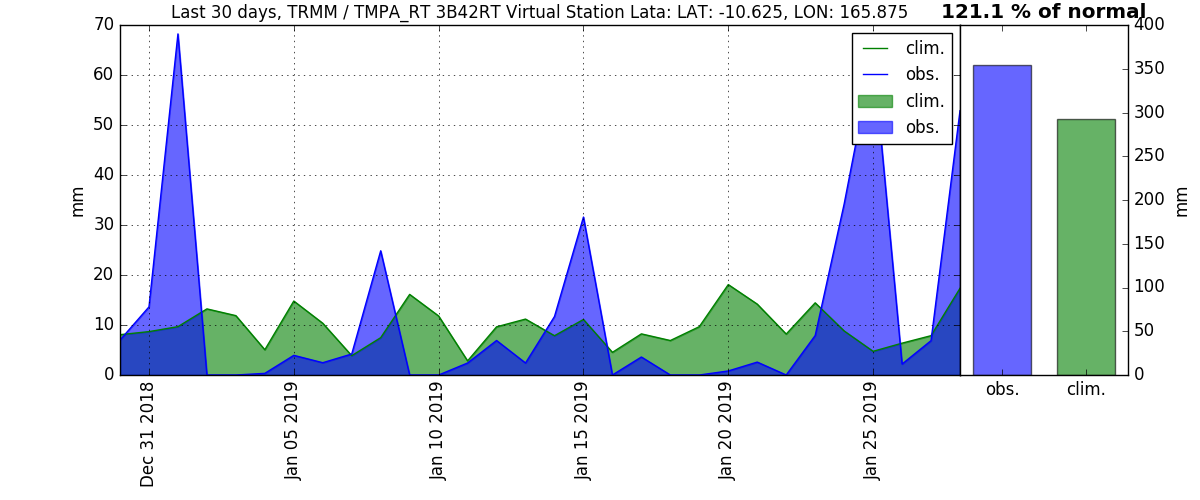 Last 30 days, TRMM / TMPA_RT 3B42RT Virtual Station Lata: LAT: -10.625, LON: 165.875
121.1 % of normal
70
60
50
40
30
20
10
0
mm
clim.
obs.
clim.
obs.
Dec 31 2018
Jan 05 2019
Jan 10 2019
Jan 15 2019
Jan 20 2019
Jan 25 2019
400
350
300
250
200
150
100
50
0
mm
obs.
clim.